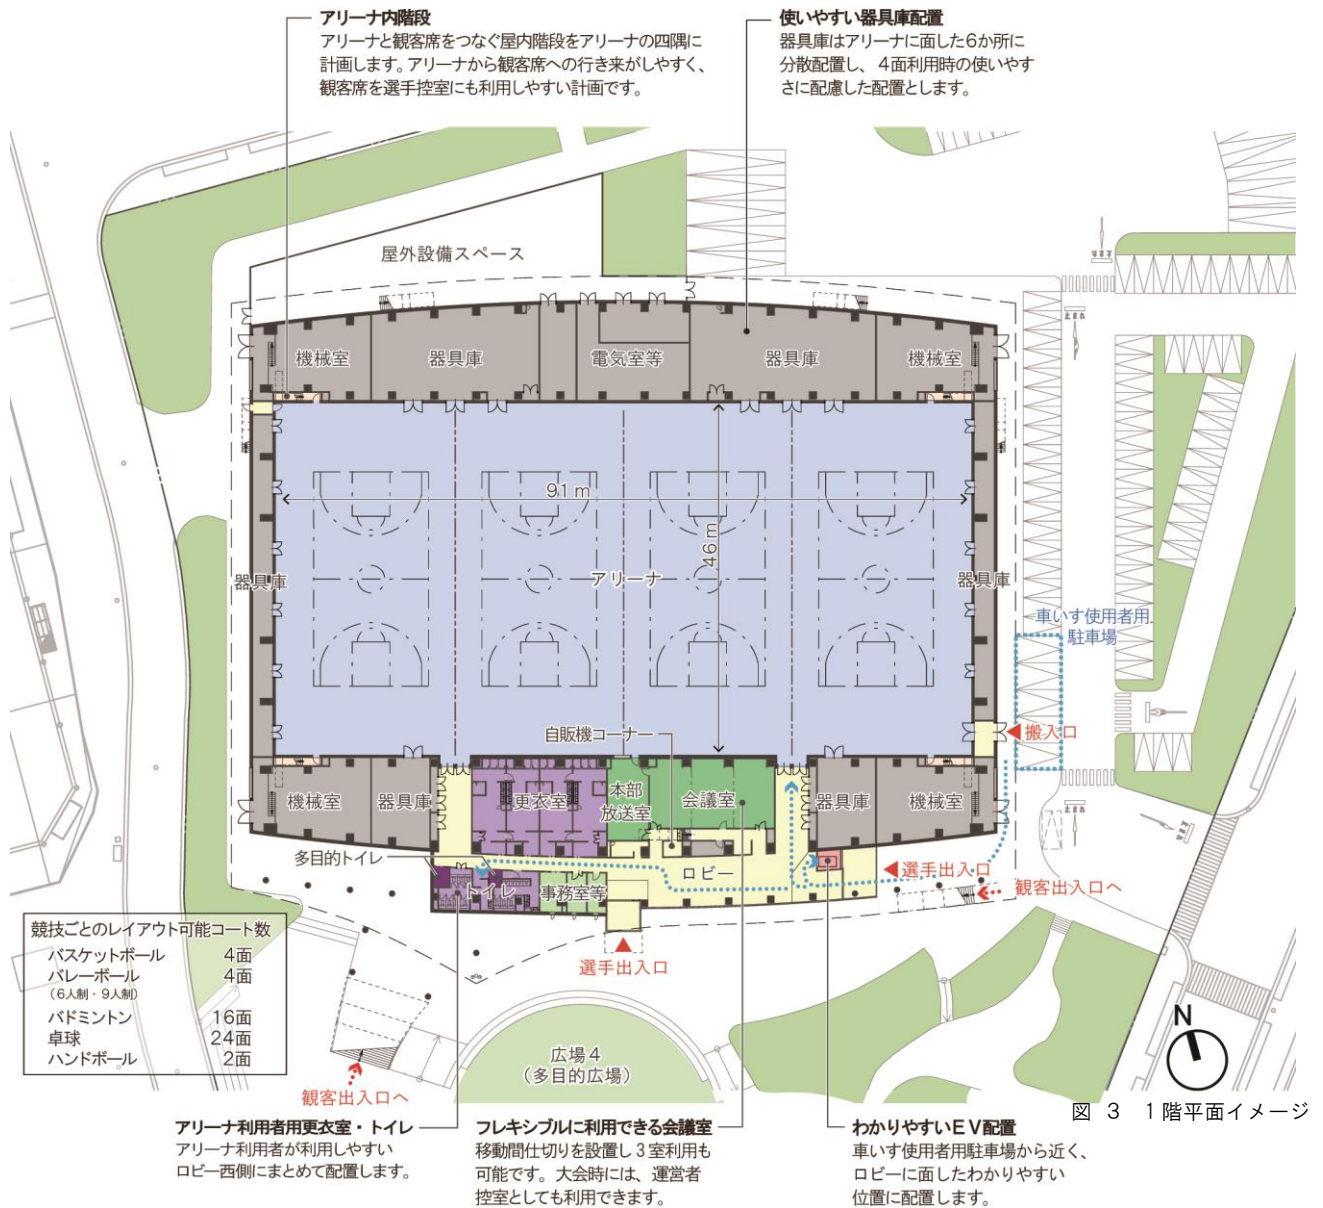 アリーナ内階段
アリーナと観客席をつなぐ屋内階段をアリーナの四隅に
計画します。アリーナから観客席への行き来がしやすく、
観客席を選手控室にも利用しやすい計画です。
使いやすい器具庫配置
器具庫はアリーナに面した6か所に
分散配置し、4面利用時の使いやす
さに配慮した配置とします。
屋外設備スペース
機械室
器具庫
電気室等
器具庫
機械室
91m
46m
アリーナ
器具庫
器具庫
車いす使用者用
駐車場
搬入口
自販機コーナー
機械室
器具庫
更衣室
本部
放送室
会議室
器具庫
機械室
多目的トイレ
トイレ
事務室等
ロビー
選手出入口
観客出入口へ
選手出入口
競技ごとのレイアウト可能コート数
バスケットボール 4面
バレーボール 4面
(6人制・9人制)
バドミントン 16面
卓球 24面
ハンドボール 2面
広場4
(多目的広場)
観客出入口へ
N
図 3 1階平面イメージ
アリーナ利用者用更衣室・トイレ
アリーナ利用者が利用しやすい
ロビー西側にまとめて配置します。
フレキシブルに利用できる会議室
移動間仕切りを設置し3室利用も
可能です。大会時には、運営者
控室としても利用できます。
わかりやすいEV配置
車いす使用者用駐車場から近く、
ロビーに面したわかりやすい
位置に配置します。